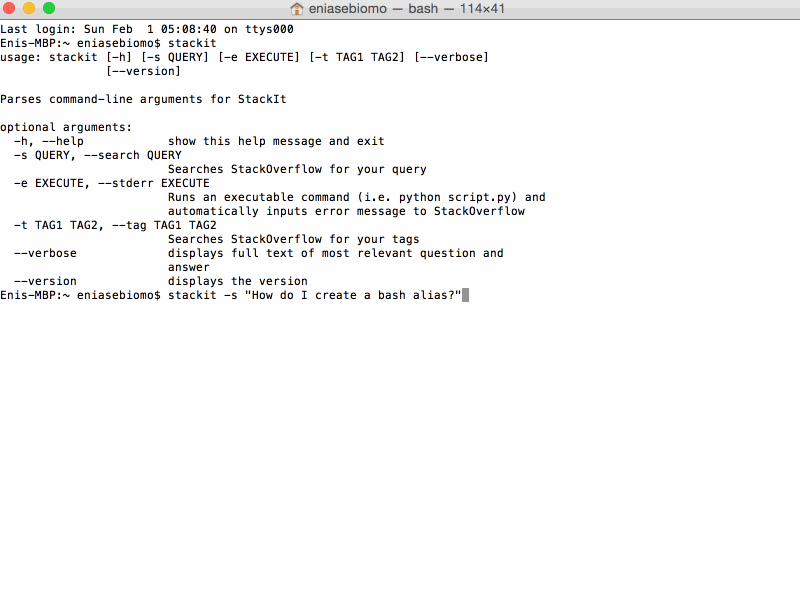 eniasebiomo — bash — 114×41
Last login: Sun Feb  1 05:08:40 on ttys000
Enis-MBP:~ eniasebiomo$ stackit
usage: stackit [-h] [-s QUERY] [-e EXECUTE] [-t TAG1 TAG2] [--verbose]
               [--version]
Parses command-line arguments for StackIt
optional arguments:
  -h, --help            show this help message and exit
  -s QUERY, --search QUERY
                        Searches StackOverflow for your query
  -e EXECUTE, --stderr EXECUTE
                        Runs an executable command (i.e. python script.py) and
                        automatically inputs error message to StackOverflow
  -t TAG1 TAG2, --tag TAG1 TAG2
                        Searches StackOverflow for your tags
  --verbose             displays full text of most relevant question and
                        answer
  --version             displays the version
Enis-MBP:~ eniasebiomo$ stackit -s "How do I create a bash alias?"